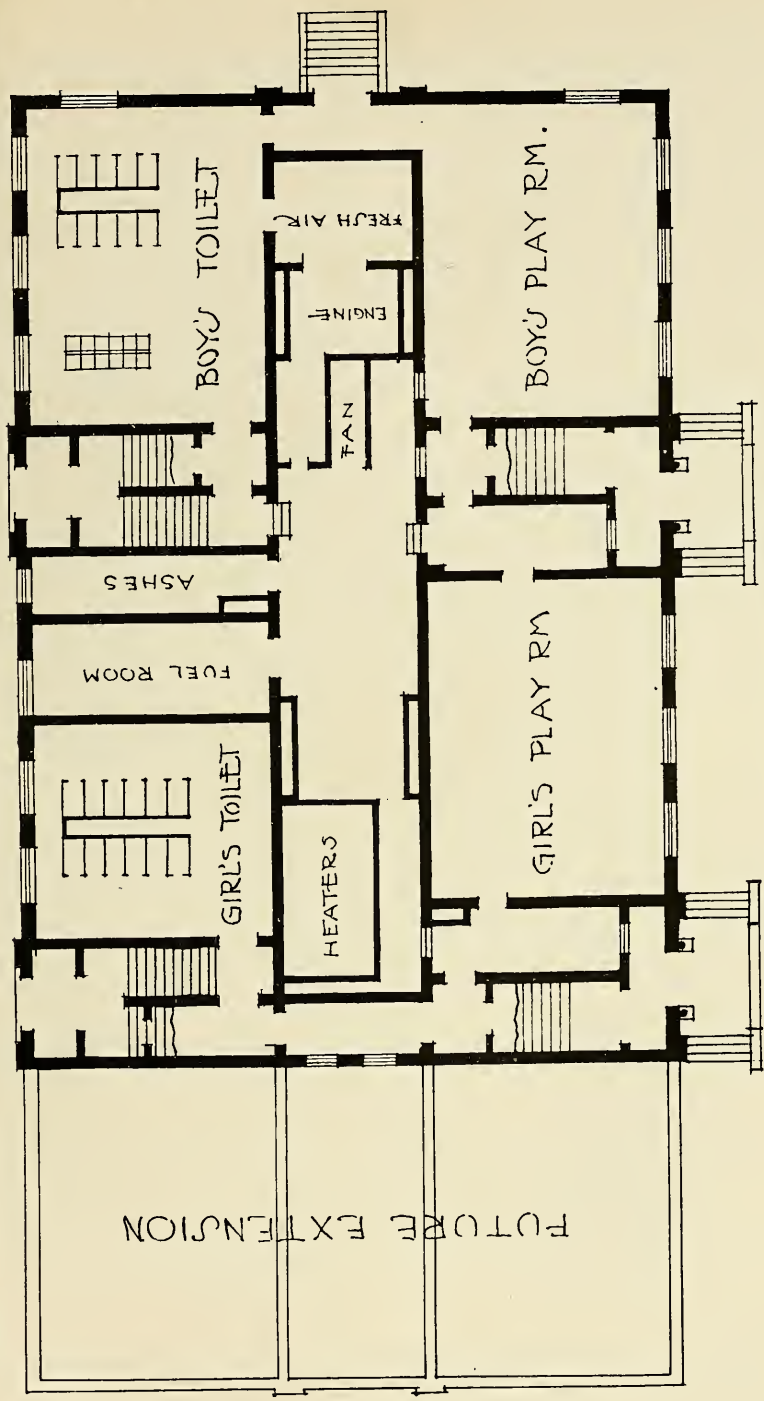 BOY'S TOILET
FRESH AIR
ENGINE
FAN
BOY'S PLAY RM.
ASHES
FUEL ROOM
GIRL'S TOILET
HEATERS
GIRL'S PLAY RM
FUTURE EXTENSION